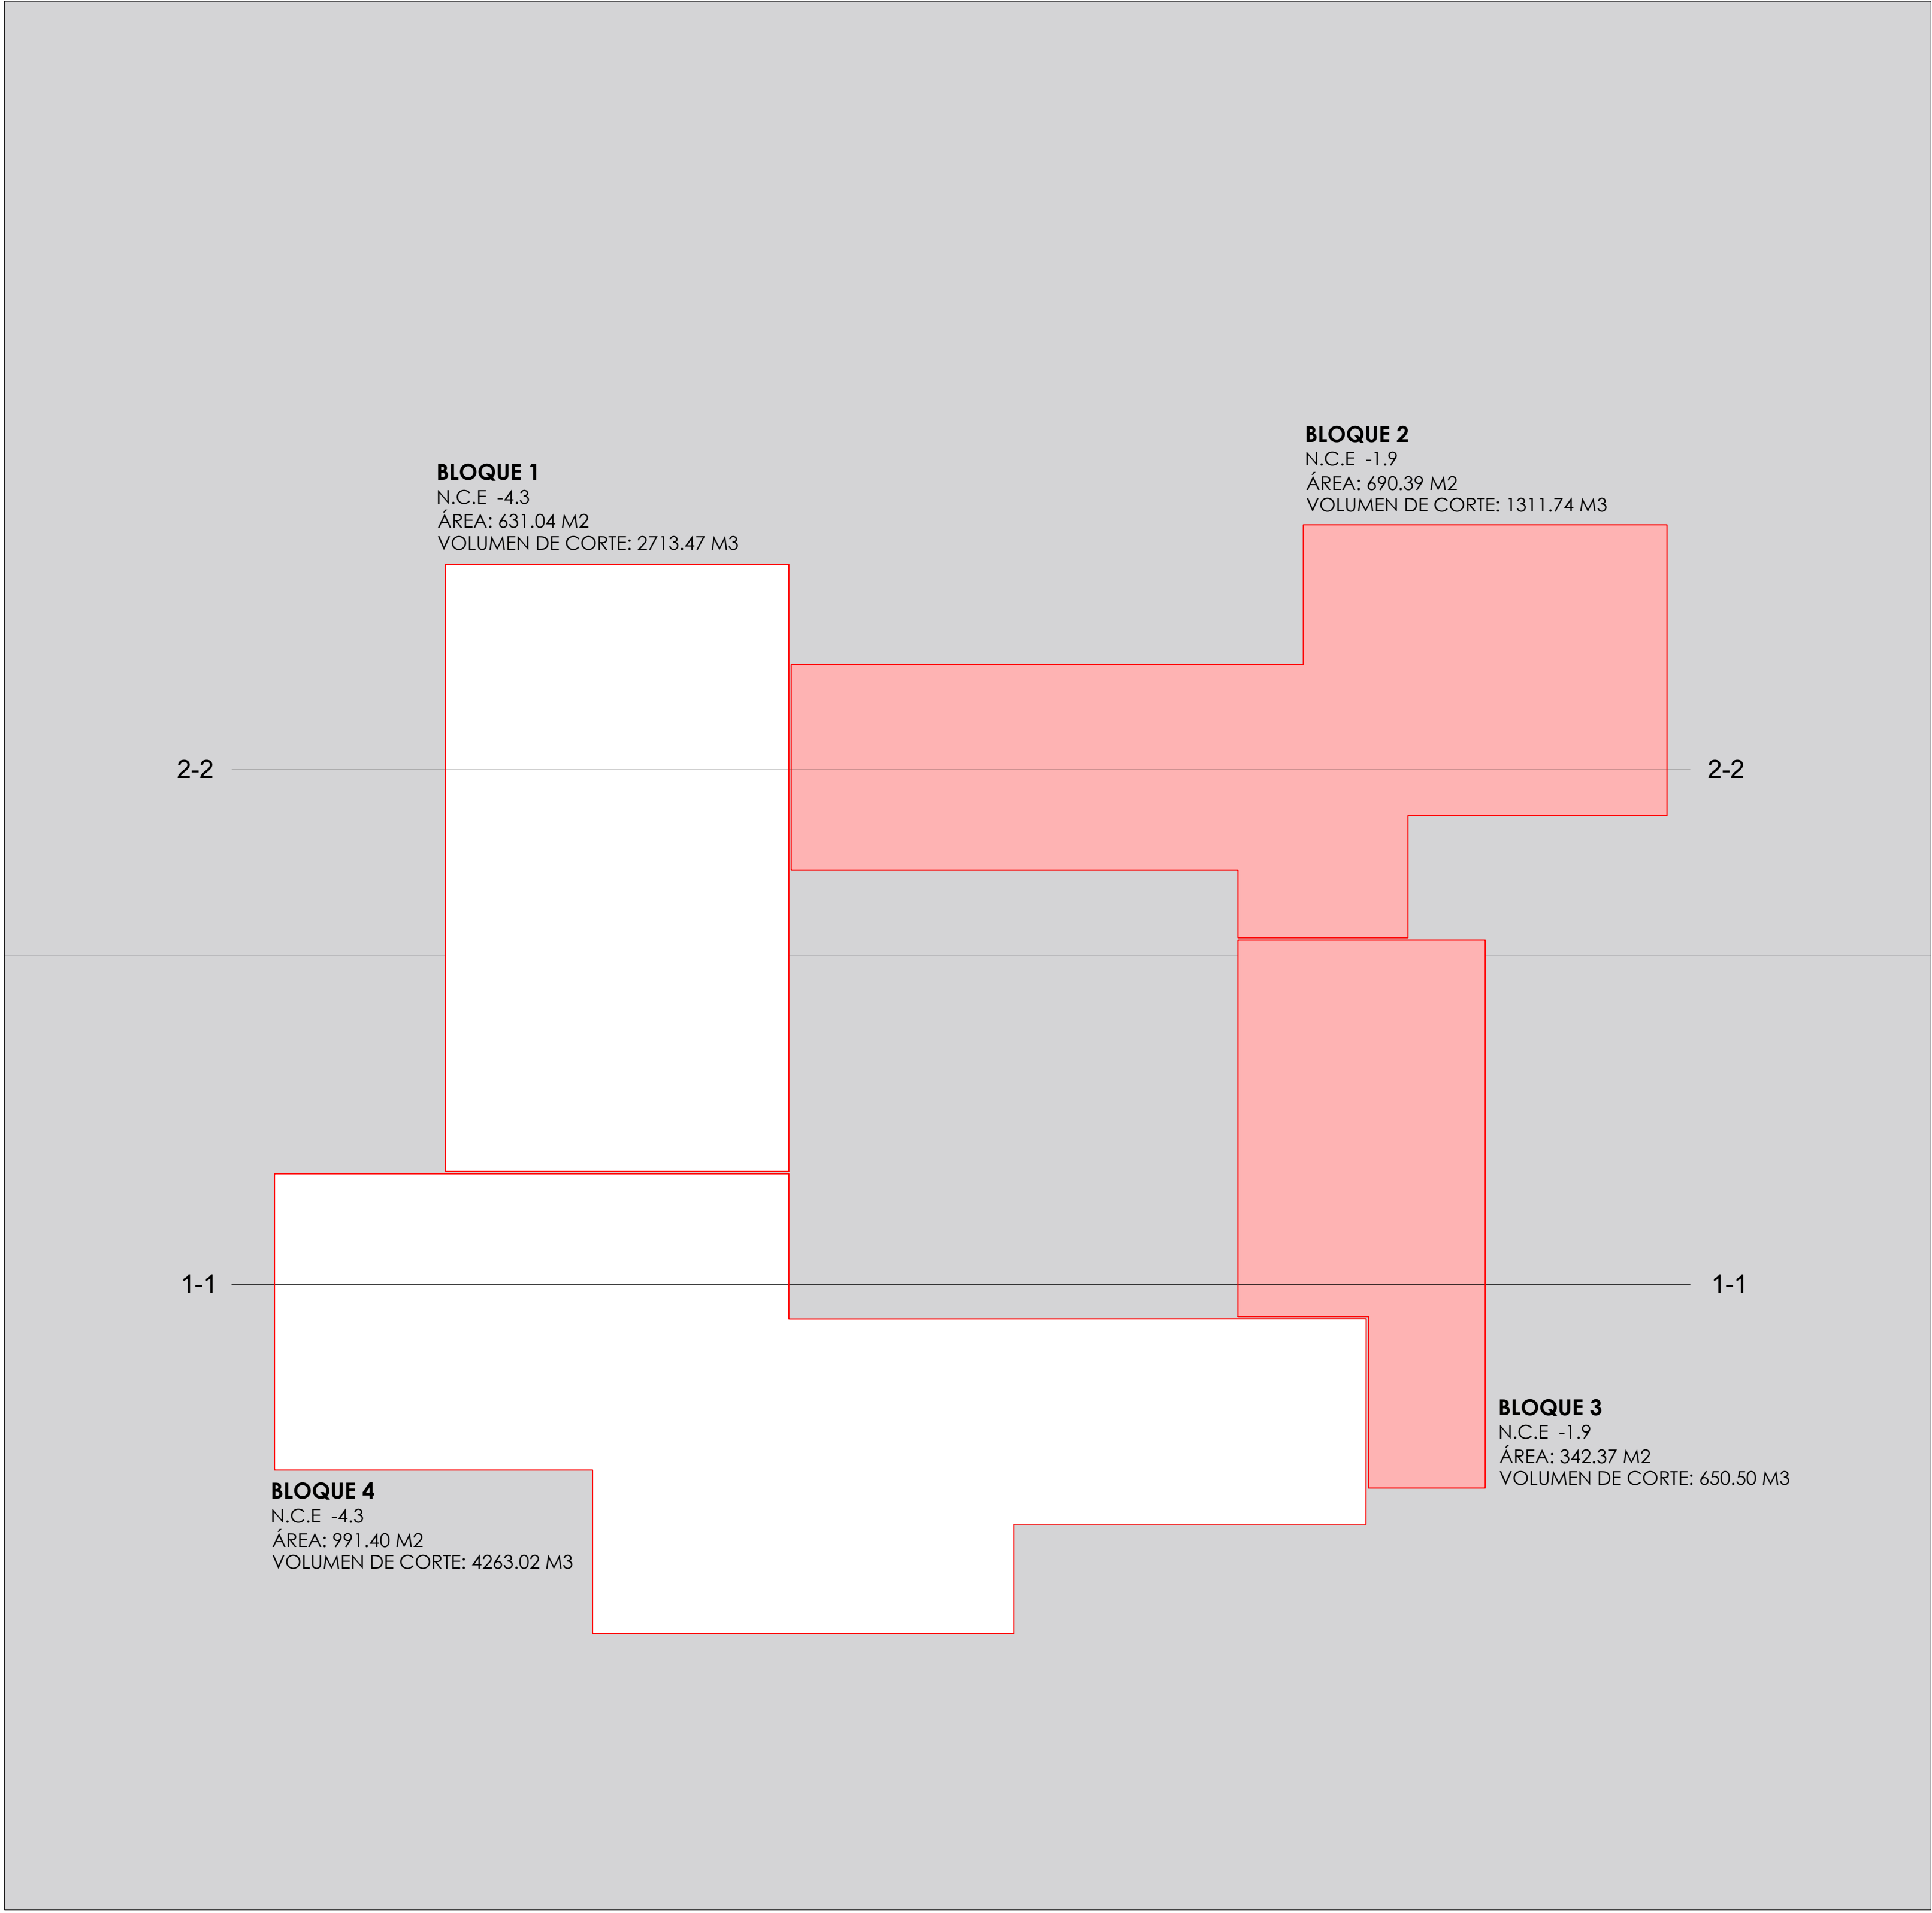 BLOQUE 2
N.C.E -1.9
ÁREA: 690.39 M2
VOLUMEN DE CORTE: 1311.74 M3
BLOQUE 1
N.C.E -4.3
ÁREA: 631.04 M2
VOLUMEN DE CORTE: 2713.47 M3
2-2
2-2
1-1
1-1
BLOQUE 3
N.C.E -1.9
ÁREA: 342.37 M2
VOLUMEN DE CORTE: 650.50 M3
BLOQUE 4
N.C.E -4.3
ÁREA: 991.40 M2
VOLUMEN DE CORTE: 4263.02 M3